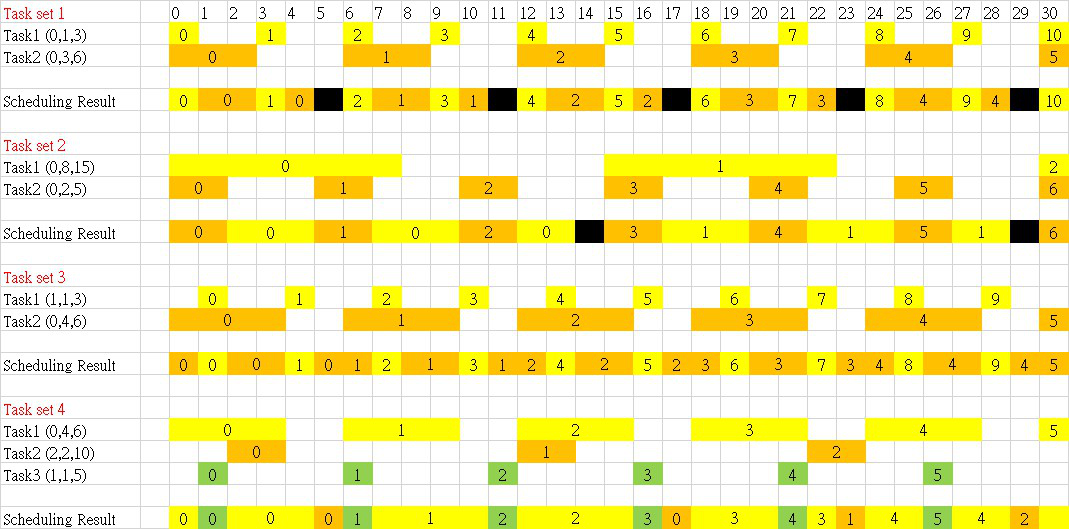 Task set 1 0 1 2 3 4 5 6 7 8 9 10 11 12 13 14 15 16 17 18 19 20 21 22 23 24 25 26 27 28 29 30
Task1 (0,1,3) 0 1 2 3 4 5 6 7 8 9 10
Task2 (0,3,6) 0 1 2 3 4 5
Scheduling Result 0 0 1 0 2 1 3 1 4 2 5 2 6 3 7 3 8 4 9 4 10
Task set 2
Task1 (0,8,15) 0 1 2
Task2 (0,2,5) 0 1 2 3 4 5 6
Scheduling Result 0 0 1 0 2 0 3 1 4 1 5 1 6
Task set 3
Task1 (1,1,3) 0 1 2 3 4 5 6 7 8 9
Task2 (0,4,6) 0 1 2 3 4 5
Scheduling Result 0 0 0 1 0 1 2 1 3 1 2 4 2 5 2 3 6 3 7 3 4 8 4 9 4 5
Task set 4
Task1 (0,4,6) 0 1 2 3 4 5
Task2 (2,2,10) 0 1 2
Task3 (1,1,5) 0 1 2 3 4 5
Scheduling Result 0 0 0 0 1 1 2 2 3 0 3 4 3 1 4 5 4 2